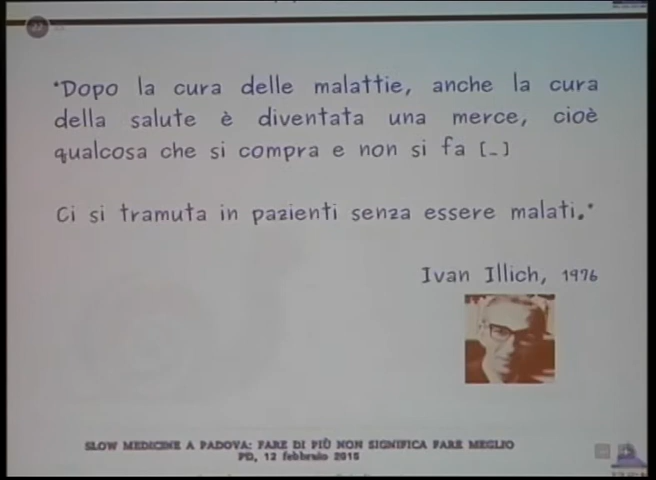 "Dopo la cura delle malattie, anche la cura
della salute è diventata una merce, cioè
qualcosa che si compra e non si fa [...]
Ci si tramuta in pazienti senza essere malati."
Ivan Illich, 1976
SLOW MEDICINE A PADOVA: FARE DI PIÙ NON SIGNIFICA FARE MEGLIO
PD, 12 febbraio 2015